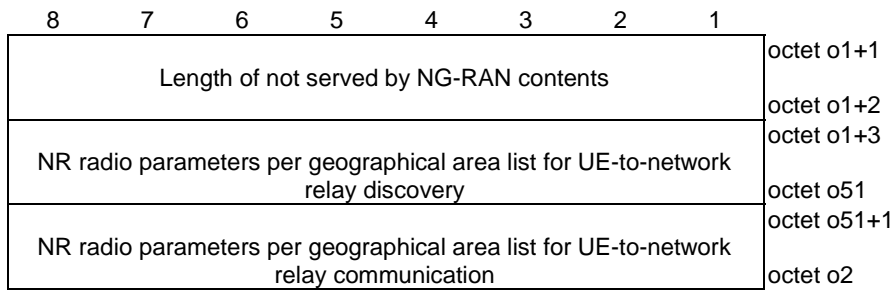 8 7 6 5 4 3 2 1
Length of not served by NG-RAN contents
octet o1+1
octet o1+2
NR radio parameters per geographical area list for UE-to-network
relay discovery
octet o1+3
octet o51
NR radio parameters per geographical area list for UE-to-network
relay communication
octet o51+1
octet o2